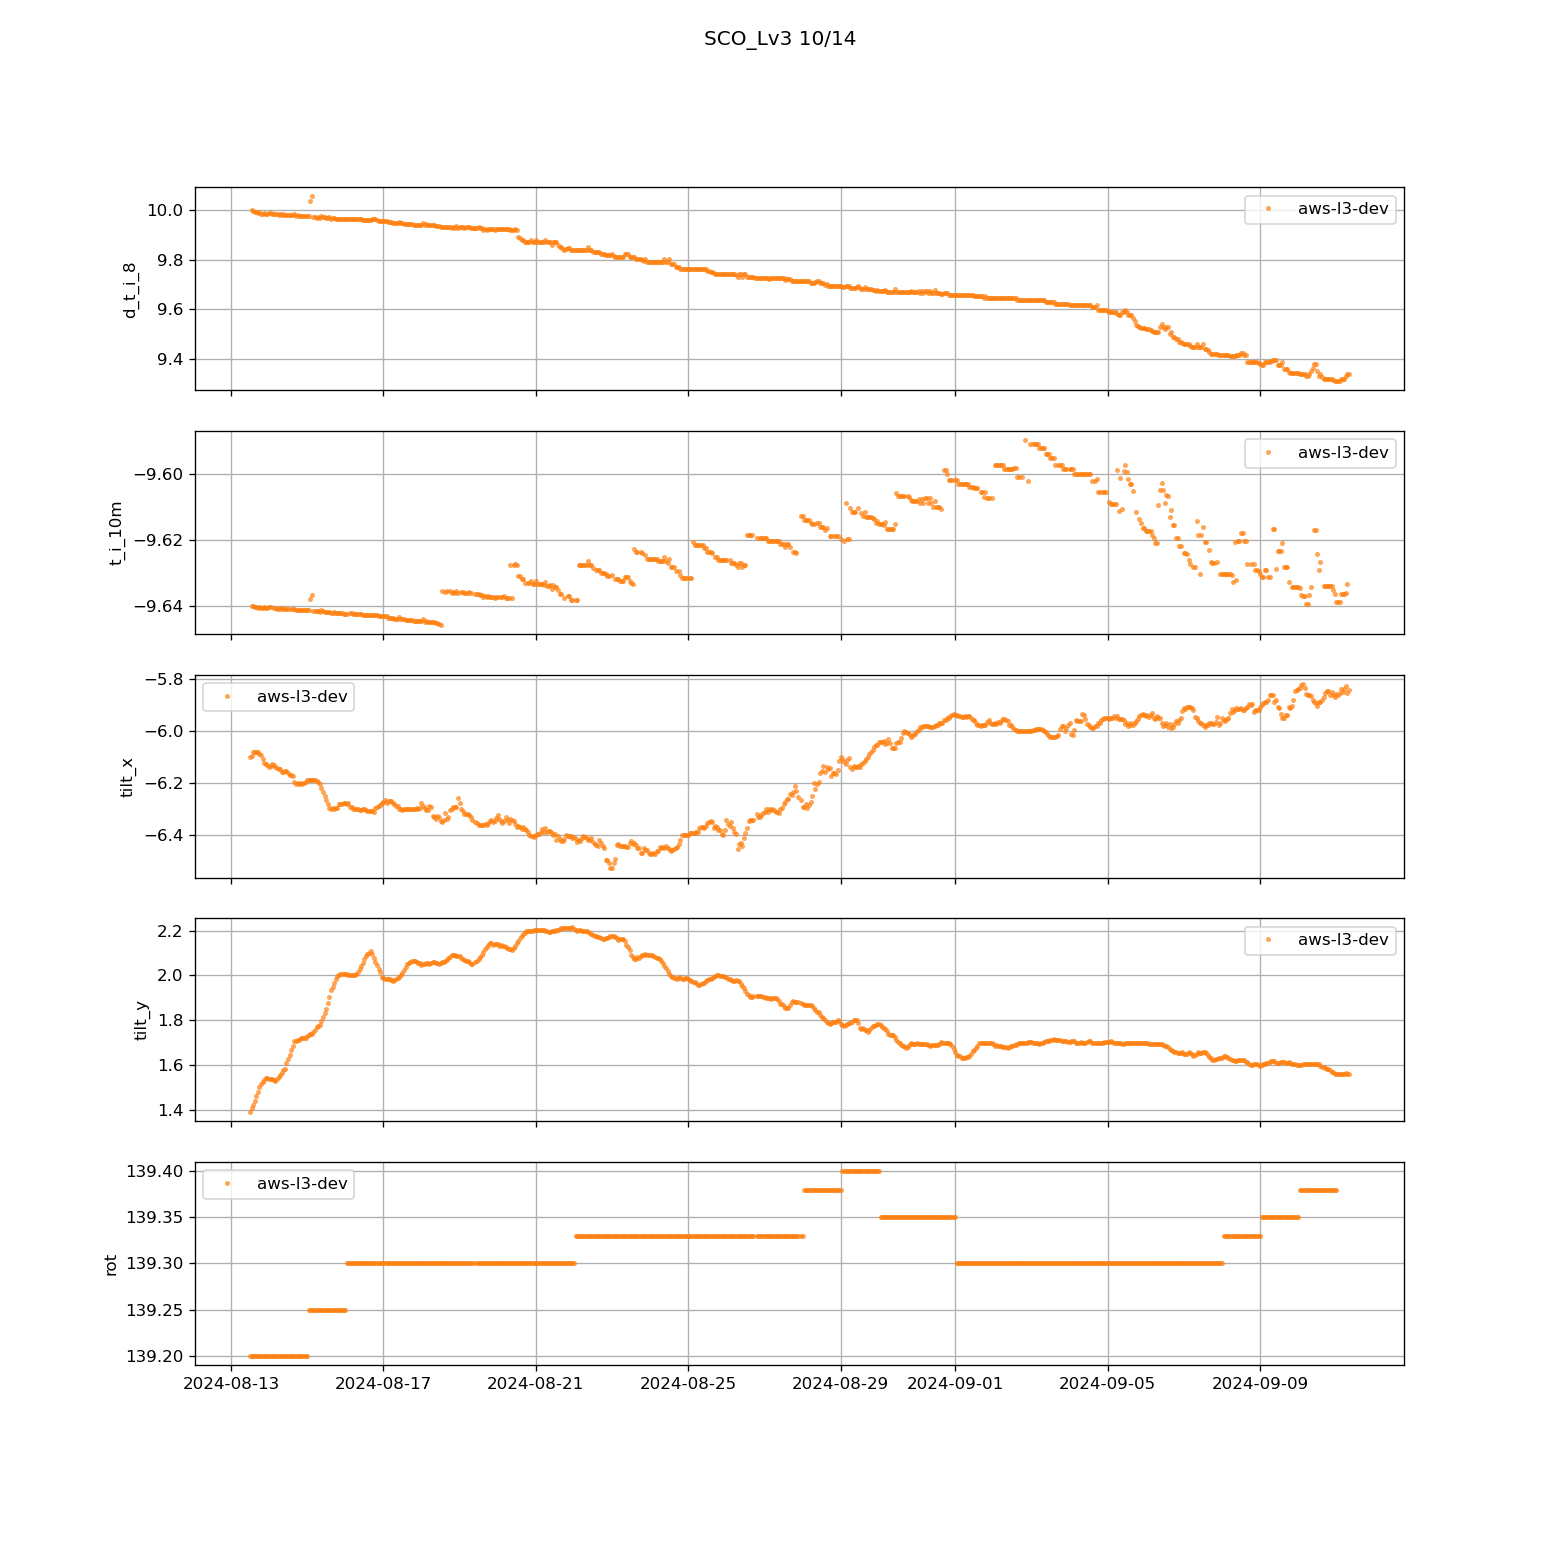 SCO_Lv3 10/14
d_t_i_8
10.0
9.8
9.6
9.4
aws-l3-dev
t_i_10m
−9.60
−9.62
−9.64
aws-l3-dev
tilt_x
−5.8
−6.0
−6.2
−6.4
aws-l3-dev
tilt_y
2.2
2.0
1.8
1.6
1.4
aws-l3-dev
rot
139.40
139.35
139.30
139.25
139.20
aws-l3-dev
2024-08-13 2024-08-17 2024-08-21 2024-08-25 2024-08-29 2024-09-01 2024-09-05 2024-09-09